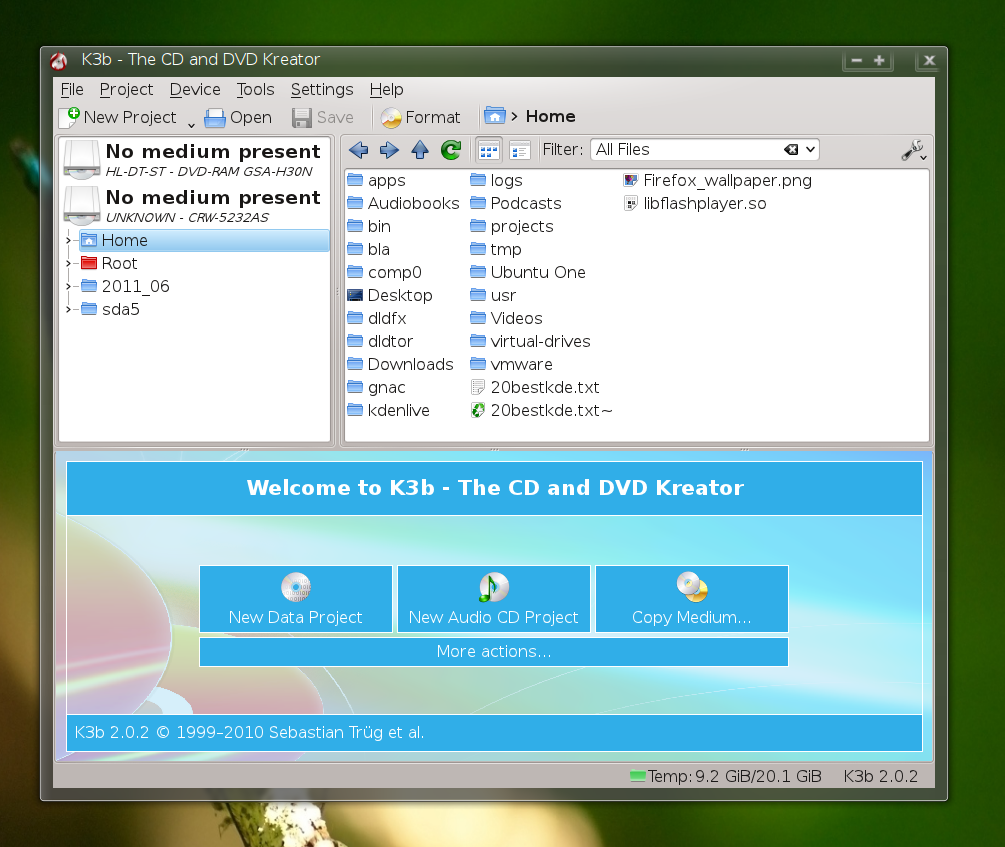 K3b - The CD and DVD Kreator
File Project Device Tools Settings Help
New Project Open Save Format Home
No medium present
HL-DT-ST - DVD-RAM GSA-H30N
No medium present
UNKNOWN - CRW-5232AS
Home
Root
2011_06
sda5
Filter: All Files
apps
Audiobooks
bin
bla
comp0
Desktop
dldfx
dldtor
Downloads
gnac
kdenlive
logs
Podcasts
projects
tmp
Ubuntu One
usr
Videos
virtual-drives
vmware
20bestkde.txt
20bestkde.txt~
Firefox_wallpaper.png
libflashplayer.so
Welcome to K3b - The CD and DVD Kreator
New Data Project
New Audio CD Project
Copy Medium...
More actions...
K3b 2.0.2 © 1999–2010 Sebastian Trüg et al.
Temp: 9.2 GiB/20.1 GiB K3b 2.0.2